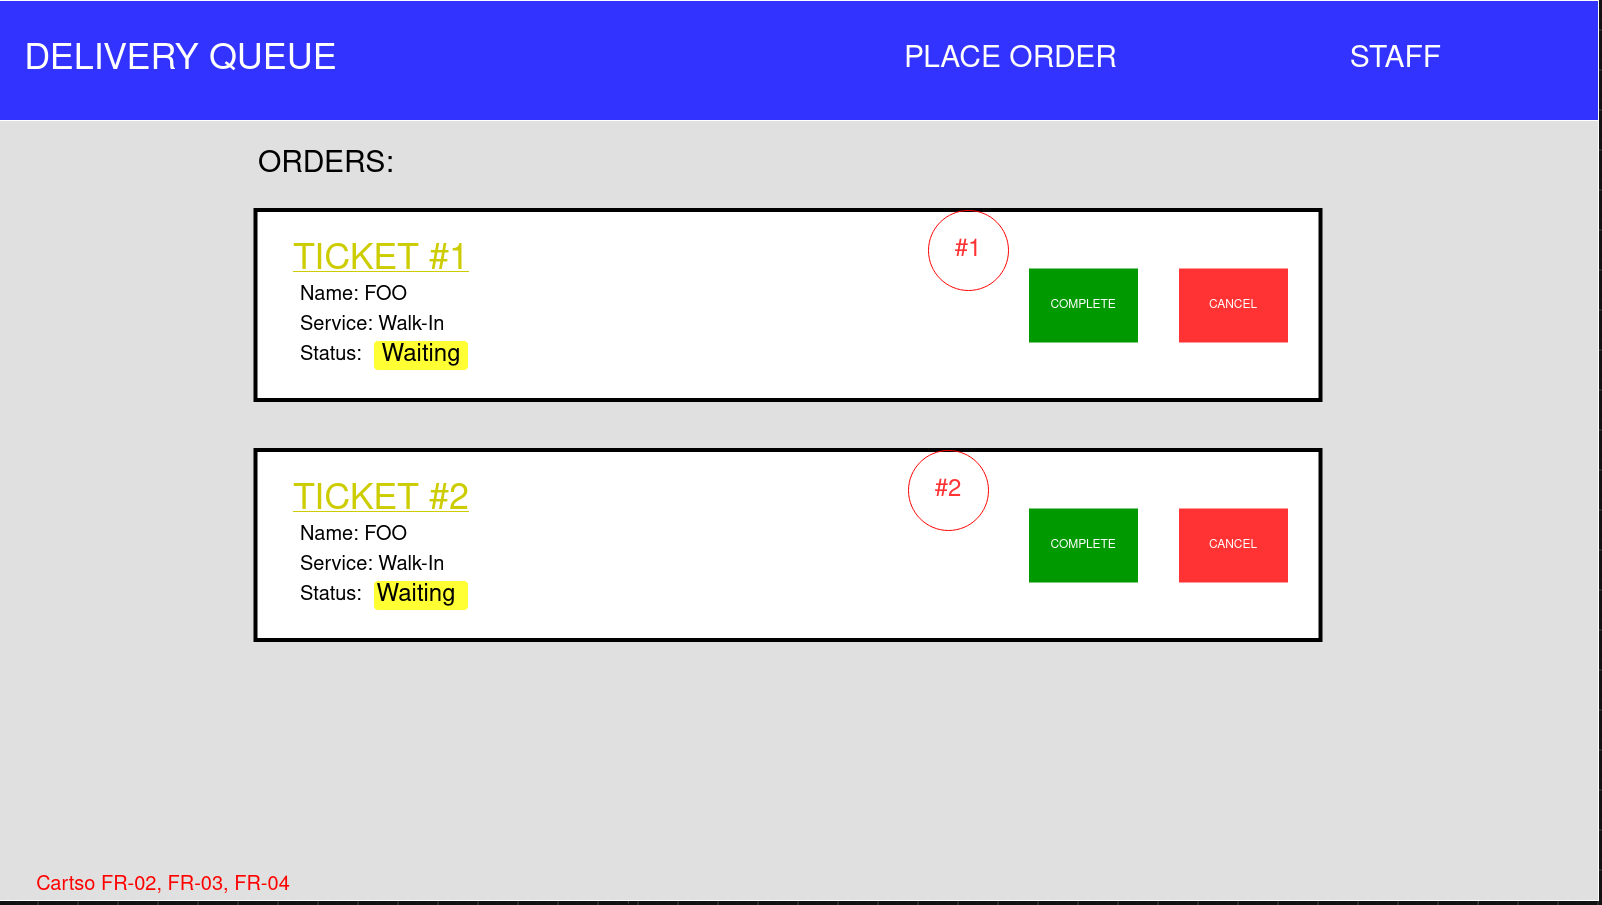 DELIVERY QUEUE PLACE ORDER STAFF
ORDERS:
TICKET #1
#1
Name: FOO
Service: Walk-In
Status: Waiting
COMPLETE CANCEL
TICKET #2
#2
Name: FOO
Service: Walk-In
Status: Waiting
COMPLETE CANCEL
Cartso FR-02, FR-03, FR-04